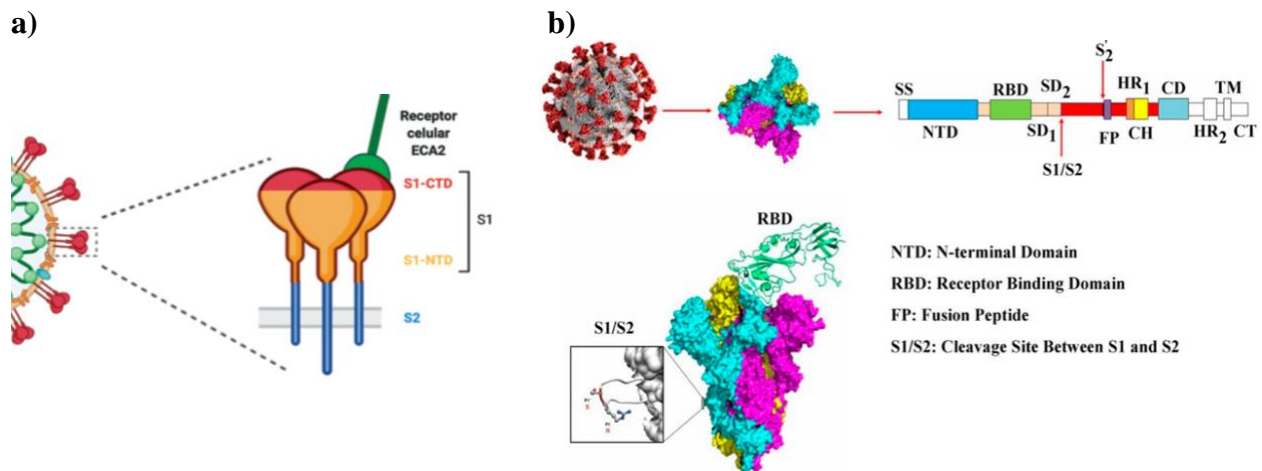 a)
Receptor
celular
ECA2
S1-CTD
S1
S1-NTD
S2
b)
S2'
SS
RBD
SD2
HR1
CD
TM
NTD
SD1
FP
CH
HR2
CT
S1/S2
RBD
S1/S2
NTD: N-terminal Domain
RBD: Receptor Binding Domain
FP: Fusion Peptide
S1/S2: Cleavage Site Between S1 and S2